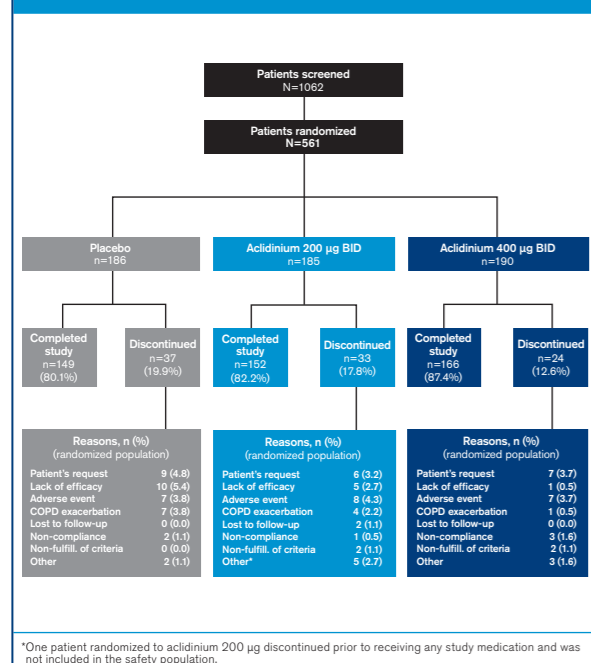 Patients screened
N=1062
Patients randomized
N=561
Placebo
n=186
Aclidinium 200 µg BID
n=185
Aclidinium 400 µg BID
n=190
Completed
study
n=149
(80.1%)
Discontinued
n=37
(19.9%)
Completed
study
n=152
(82.2%)
Discontinued
n=33
(17.8%)
Completed
study
n=166
(87.4%)
Discontinued
n=24
(12.6%)
Reasons, n (%)
(randomized population)
Patient's request 9 (4.8)
Lack of efficacy 10 (5.4)
Adverse event 7 (3.8)
COPD exacerbation 7 (3.8)
Lost to follow-up 0 (0.0)
Non-compliance 2 (1.1)
Non-fulfill. of criteria 0 (0.0)
Other 2 (1.1)
Reasons, n (%)
(randomized population)
Patient's request 6 (3.2)
Lack of efficacy 5 (2.7)
Adverse event 8 (4.3)
COPD exacerbation 4 (2.2)
Lost to follow-up 2 (1.1)
Non-compliance 1 (0.5)
Non-fulfill. of criteria 2 (1.1)
Other* 5 (2.7)
Reasons, n (%)
(randomized population)
Patient's request 7 (3.7)
Lack of efficacy 1 (0.5)
Adverse event 7 (3.7)
COPD exacerbation 1 (0.5)
Lost to follow-up 0 (0.0)
Non-compliance 3 (1.6)
Non-fulfill. of criteria 2 (1.1)
Other 3 (1.6)
*One patient randomized to aclidinium 200 µg discontinued prior to receiving any study medication and was
not included in the safety population.